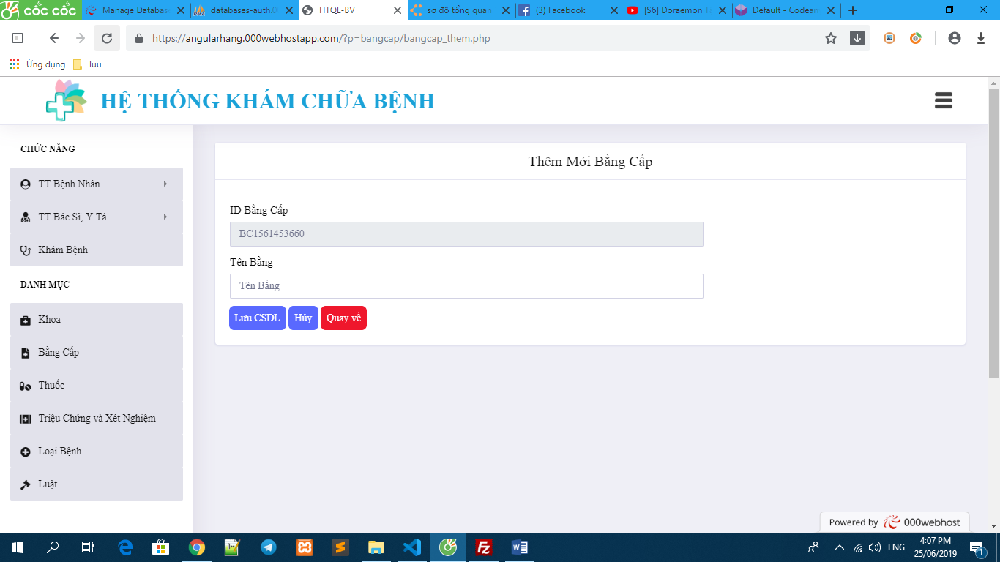 cốc cốc
Manage Databas
databases-auth.0
HTQL-BV
sơ đồ tổng quan
(3) Facebook
[S6] Doraemon T
Default - Codean
https://angularhang.000webhostapp.com/?p=bangcap/bangcap_them.php
Ứng dụng
luu
HỆ THỐNG KHÁM CHỮA BỆNH
CHỨC NĂNG
TT Bệnh Nhân
TT Bác Sĩ, Y Tá
Khám Bệnh
DANH MỤC
Khoa
Bằng Cấp
Thuốc
Triệu Chứng và Xét Nghiệm
Loại Bệnh
Luật
Thêm Mới Bằng Cấp
ID Bằng Cấp
BC1561453660
Tên Bằng
Tên Bằng
Lưu CSDL
Hủy
Quay về
Powered by 000webhost
ENG
4:07 PM
25/06/2019
1